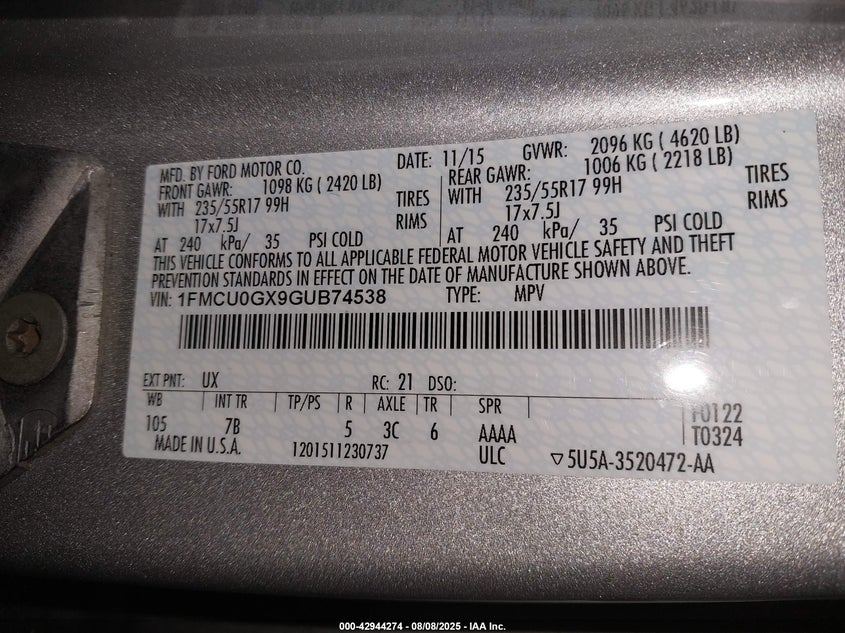 MFD. BY FORD MOTOR CO. DATE: 11/15 GVWR: 2096 KG ( 4620 LB)
FRONT GAWR: 1098 KG ( 2420 LB) REAR GAWR: 1006 KG ( 2218 LB)
WITH 235/55R17 99H TIRES WITH 235/55R17 99H TIRES
17x7.5J RIMS 17x7.5J RIMS
AT 240 kPa/ 35 PSI COLD AT 240 kPa/ 35 PSI COLD
THIS VEHICLE CONFORMS TO ALL APPLICABLE FEDERAL MOTOR VEHICLE SAFETY AND THEFT
PREVENTION STANDARDS IN EFFECT ON THE DATE OF MANUFACTURE SHOWN ABOVE.
VIN: 1FMCU0GX9GUB74538 TYPE: MPV
EXT PNT: UX RC: 21 DSO:
WB INT TR TP/PS R AXLE TR SPR
105 7B 5 3C 6 AAAA
F0122
T0324
MADE IN U.S.A. 1201511230737 ULC ▽5U5A-3520472-AA
000-42944274 - 08/08/2025 - IAA Inc.